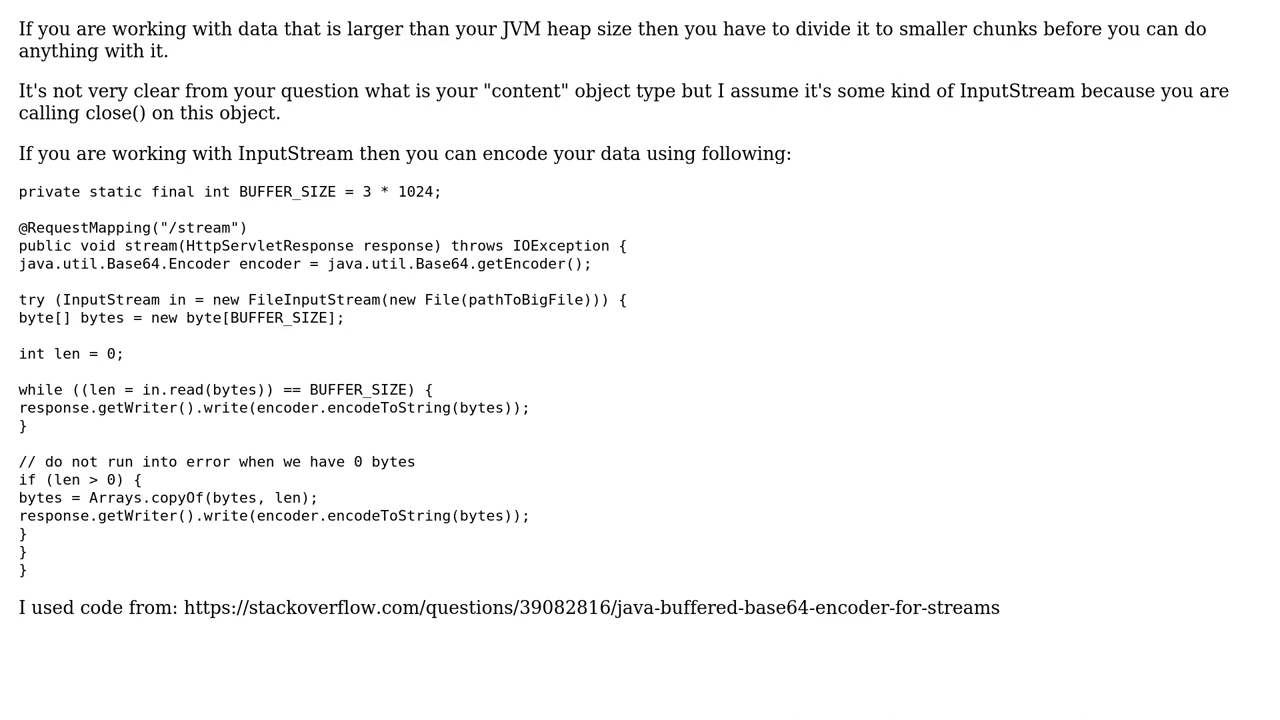 If you are working with data that is larger than your JVM heap size then you have to divide it to smaller chunks before you can do
anything with it.
It's not very clear from your question what is your "content" object type but I assume it's some kind of InputStream because you are
calling close() on this object.
If you are working with InputStream then you can encode your data using following:
private static final int BUFFER_SIZE = 3 * 1024;
@RequestMapping("/stream")
public void stream(HttpServletResponse response) throws IOException {
java.util.Base64.Encoder encoder = java.util.Base64.getEncoder();
try (InputStream in = new FileInputStream(new File(pathToBigFile))) {
byte[] bytes = new byte[BUFFER_SIZE];
int len = 0;
while ((len = in.read(bytes)) == BUFFER_SIZE) {
response.getWriter().write(encoder.encodeToString(bytes));
}
// do not run into error when we have 0 bytes
if (len > 0) {
bytes = Arrays.copyOf(bytes, len);
response.getWriter().write(encoder.encodeToString(bytes));
}
}
}
I used code from: https://stackoverflow.com/questions/39082816/java-buffered-base64-encoder-for-streams